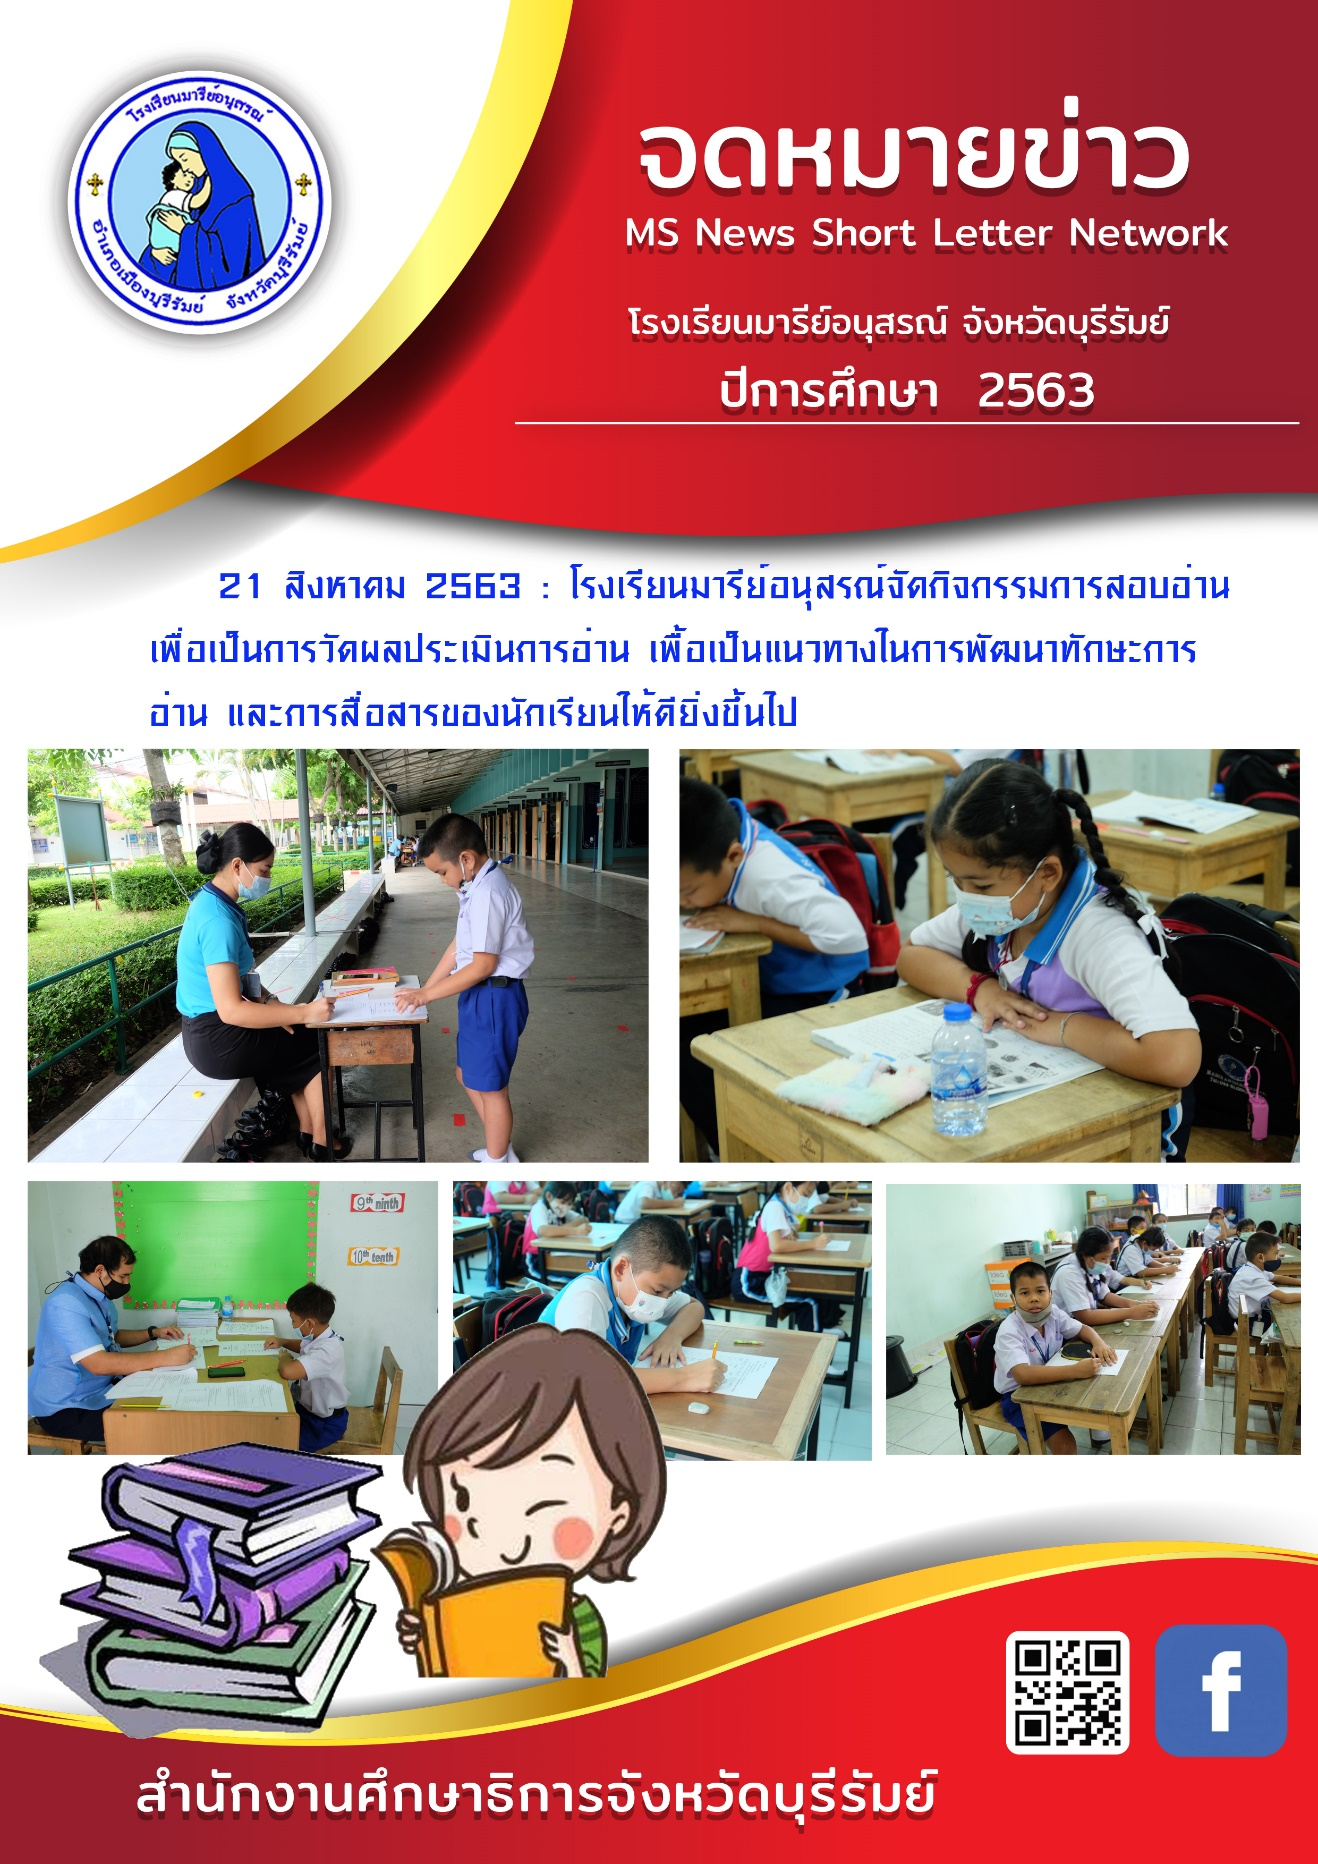 โรงเรียนมารีย์อนุสรณ์
อำเภอเมืองบุรีรัมย์ จังหวัดบุรีรัมย์
จดหมายข่าว
MS News Short Letter Network
โรงเรียนมารีย์อนุสรณ์ จังหวัดบุรีรัมย์
ปีการศึกษา 2563
21 สิงหาคม 2563 : โรงเรียนมารีย์อนุสรณ์จัดกิจกรรมการสอบอ่าน
เพื่อเป็นการวัดผลประเมินการอ่าน เพื้อเป็นแนวทางในการพัฒนาทักษะการ
อ่าน และการสื่อสารของนักเรียนให้ดียิ่งขึ้นไป
9th ninth
10th tenth
idea
idea
f
สำนักงานศึกษาธิการจังหวัดบุรีรัมย์